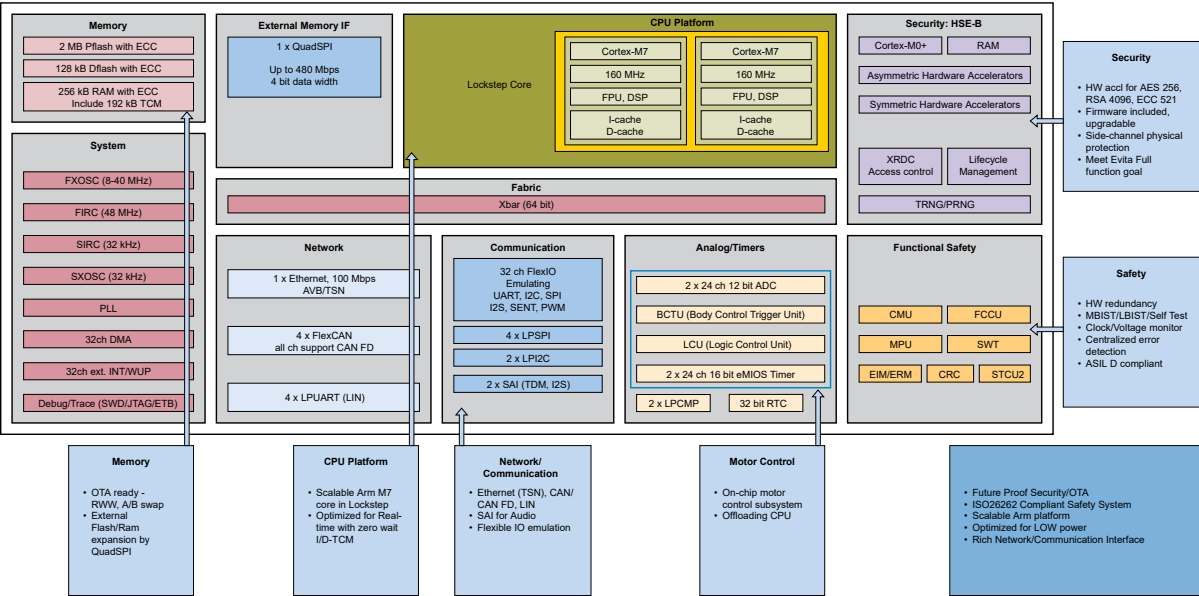 Memory
2 MB Pflash with ECC
128 kB Dflash with ECC
256 kB RAM with ECC
Include 192 kB TCM
External Memory IF
1 x QuadSPI
Up to 480 Mbps
4 bit data width
CPU Platform
Lockstep Core
Cortex-M7
160 MHz
FPU, DSP
I-cache
D-cache
Cortex-M7
160 MHz
FPU, DSP
I-cache
D-cache
Security: HSE-B
Cortex-M0+
RAM
Asymmetric Hardware Accelerators
Symmetric Hardware Accelerators
XRDC
Access control
Lifecycle
Management
TRNG/PRNG
Security
• HW accl for AES 256,
RSA 4096, ECC 521
• Firmware included,
upgradable
• Side-channel physical
protection
• Meet Evita Full
function goal
System
FXOSC (8-40 MHz)
FIRC (48 MHz)
SIRC (32 kHz)
SXOSC (32 kHz)
PLL
32ch DMA
32ch ext. INT/WUP
Debug/Trace (SWD/JTAG/ETB)
Fabric
Xbar (64 bit)
Network
1 x Ethernet, 100 Mbps
AVB/TSN
4 x FlexCAN
all ch support CAN FD
4 x LPUART (LIN)
Communication
32 ch FlexIO
Emulating
UART, I2C, SPI
I2S, SENT, PWM
4 x LPSPI
2 x LPI2C
2 x SAI (TDM, I2S)
Analog/Timers
2 x 24 ch 12 bit ADC
BCTU (Body Control Trigger Unit)
LCU (Logic Control Unit)
2 x 24 ch 16 bit eMIOS Timer
2 x LPCMP
32 bit RTC
Functional Safety
CMU
FCCU
MPU
SWT
EIM/ERM
CRC
STCU2
Safety
• HW redundancy
• MBIST/LBIST/Self Test
• Clock/Voltage monitor
• Centralized error
detection
• ASIL D compliant
Memory
• OTA ready -
RWW, A/B swap
• External
Flash/Ram
expansion by
QuadSPI
CPU Platform
• Scalable Arm M7
core in Lockstep
• Optimized for Real-
time with zero wait
I/D-TCM
Network/
Communication
• Ethernet (TSN), CAN/
CAN FD, LIN
• SAI for Audio
• Flexible IO emulation
Motor Control
• On-chip motor
control subsystem
• Offloading CPU
• Future Proof Security/OTA
• ISO26262 Compliant Safety System
• Scalable Arm platform
• Optimized for LOW power
• Rich Network/Communication Interface